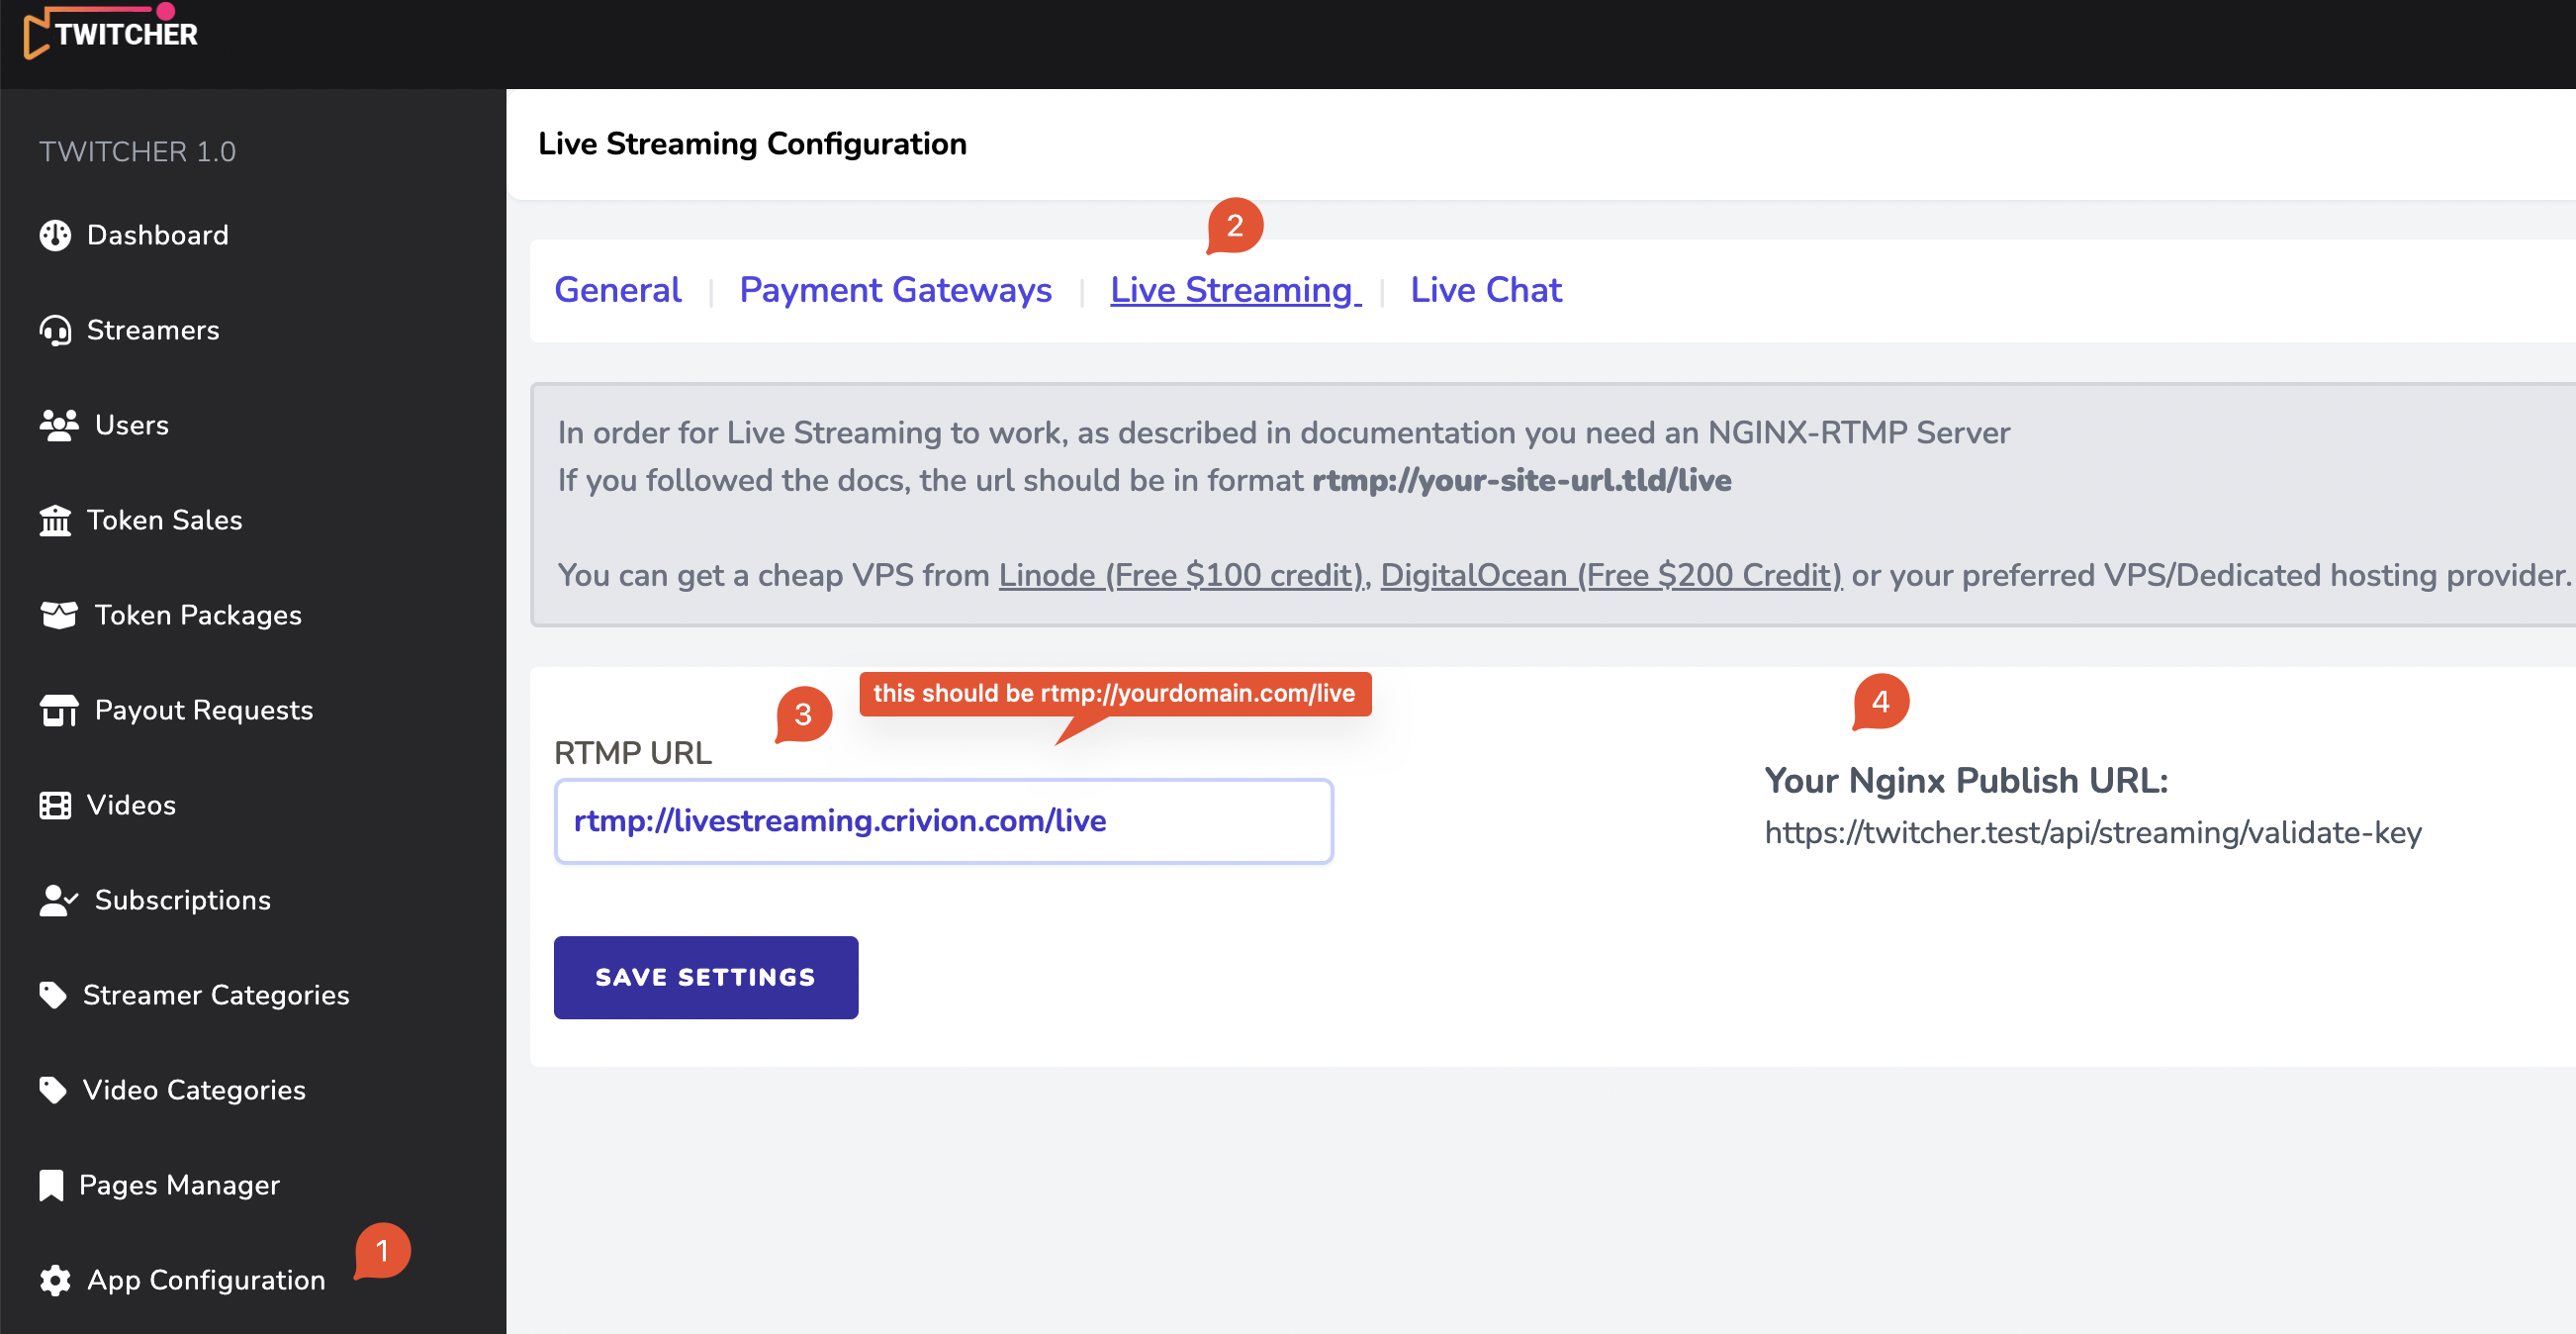 TWITCHER
TWITCHER 1.0
Dashboard
Streamers
Users
Token Sales
Token Packages
Payout Requests
Videos
Subscriptions
Streamer Categories
Video Categories
Pages Manager
App Configuration
1
Live Streaming Configuration
2
General | Payment Gateways | Live Streaming | Live Chat
In order for Live Streaming to work, as described in documentation you need an NGINX-RTMP Server
If you followed the docs, the url should be in format rtmp://your-site-url.tld/live
You can get a cheap VPS from Linode (Free $100 credit), DigitalOcean (Free $200 Credit) or your preferred VPS/Dedicated hosting provider.
this should be rtmp://yourdomain.com/live
3
RTMP URL
rtmp://livestreaming.crivion.com/live
SAVE SETTINGS
4
Your Nginx Publish URL:
https://twitcher.test/api/streaming/validate-key